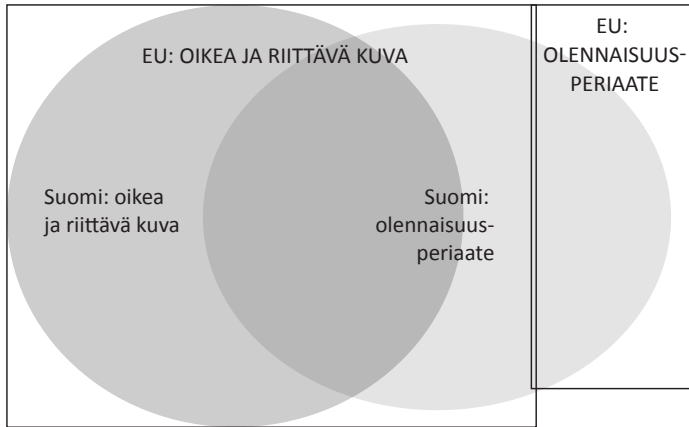 EU: OIKEA JA RIITTÄVÄ KUVA
EU:
OLENNAISUUS-
PERIAATE
Suomi: oikea
ja riittävä kuva
Suomi:
olennaisuus-
periaate